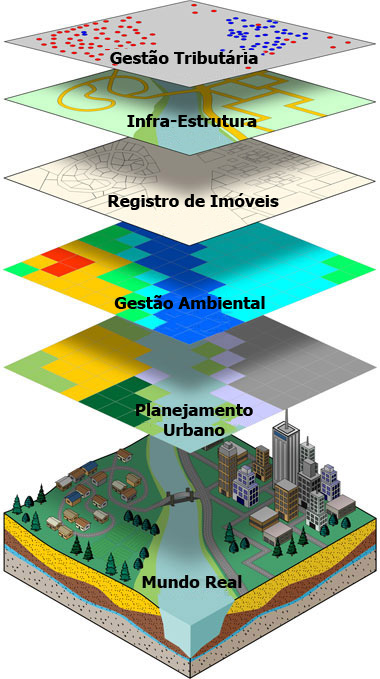 Gestão Tributária
Infra-Estrutura
Registro de Imóveis
Gestão Ambiental
Planejamento
Urbano
Mundo Real